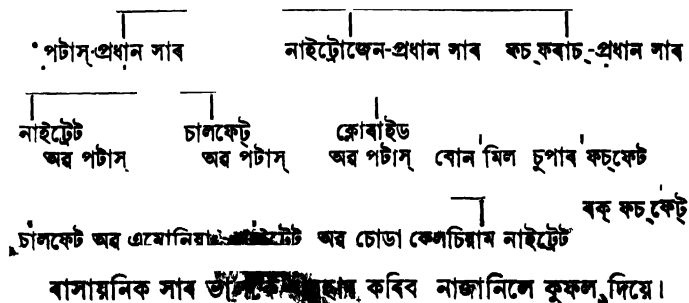 পটাস্-প্ৰধান সাৰ নাইট্ৰোজেন-প্ৰধান সাৰ ফচ্ফৰাচ্-প্ৰধান সাৰ
নাইট্ৰেট চালফেট্ ক্লোৰাইড
অৱ পটাস্ অৱ পটাস্ অৱ পটাস্ বোন মিল চুপাৰ ফচ্ফেট
ৰক্ ফচ্ফেট্
চালফেট অৱ এমোনিয়া অৱ চোডা কেলচিয়াম নাইট্ৰেট
ৰাসায়নিক সাৰ কৰিব নাজানিলে কুফল দিয়ে।